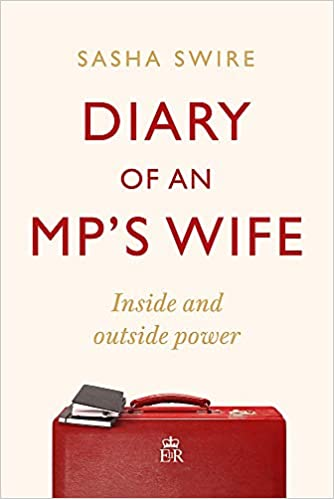 SASHA SWIRE
DIARY
OF AN
MP'S WIFE
Inside and
outside power
EIIR